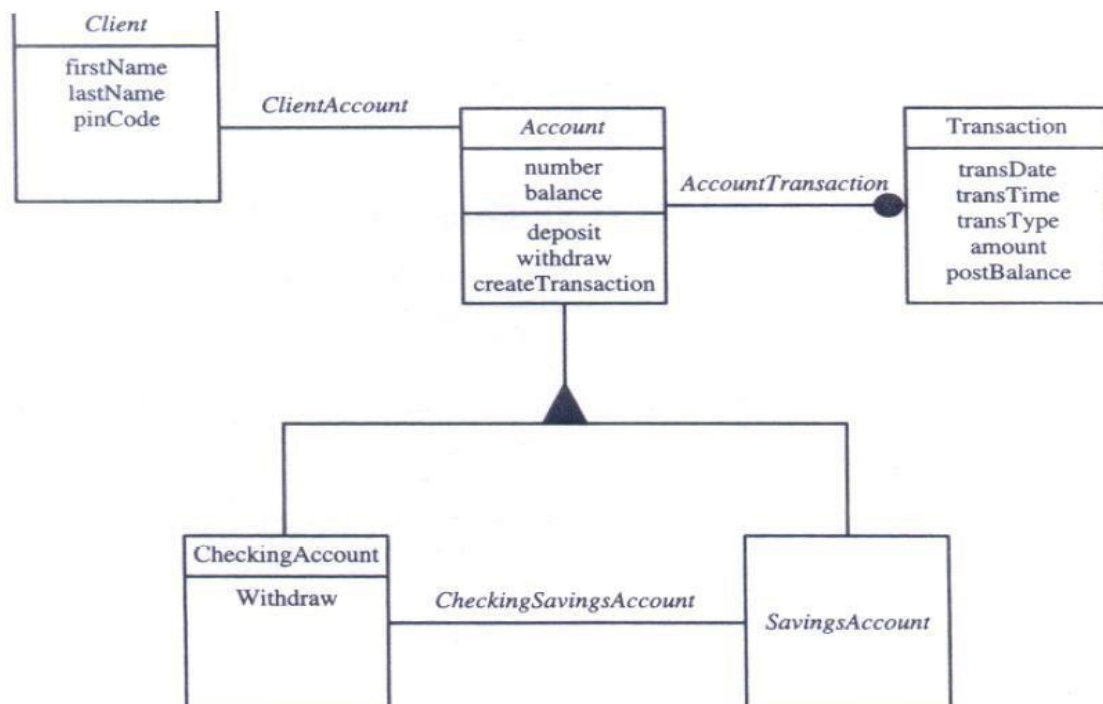 Client
firstName
lastName
pinCode
ClientAccount
Account
number
balance
deposit
withdraw
createTransaction
AccountTransaction
Transaction
transDate
transTime
transType
amount
postBalance
CheckingAccount
Withdraw
CheckingSavingsAccount
SavingsAccount